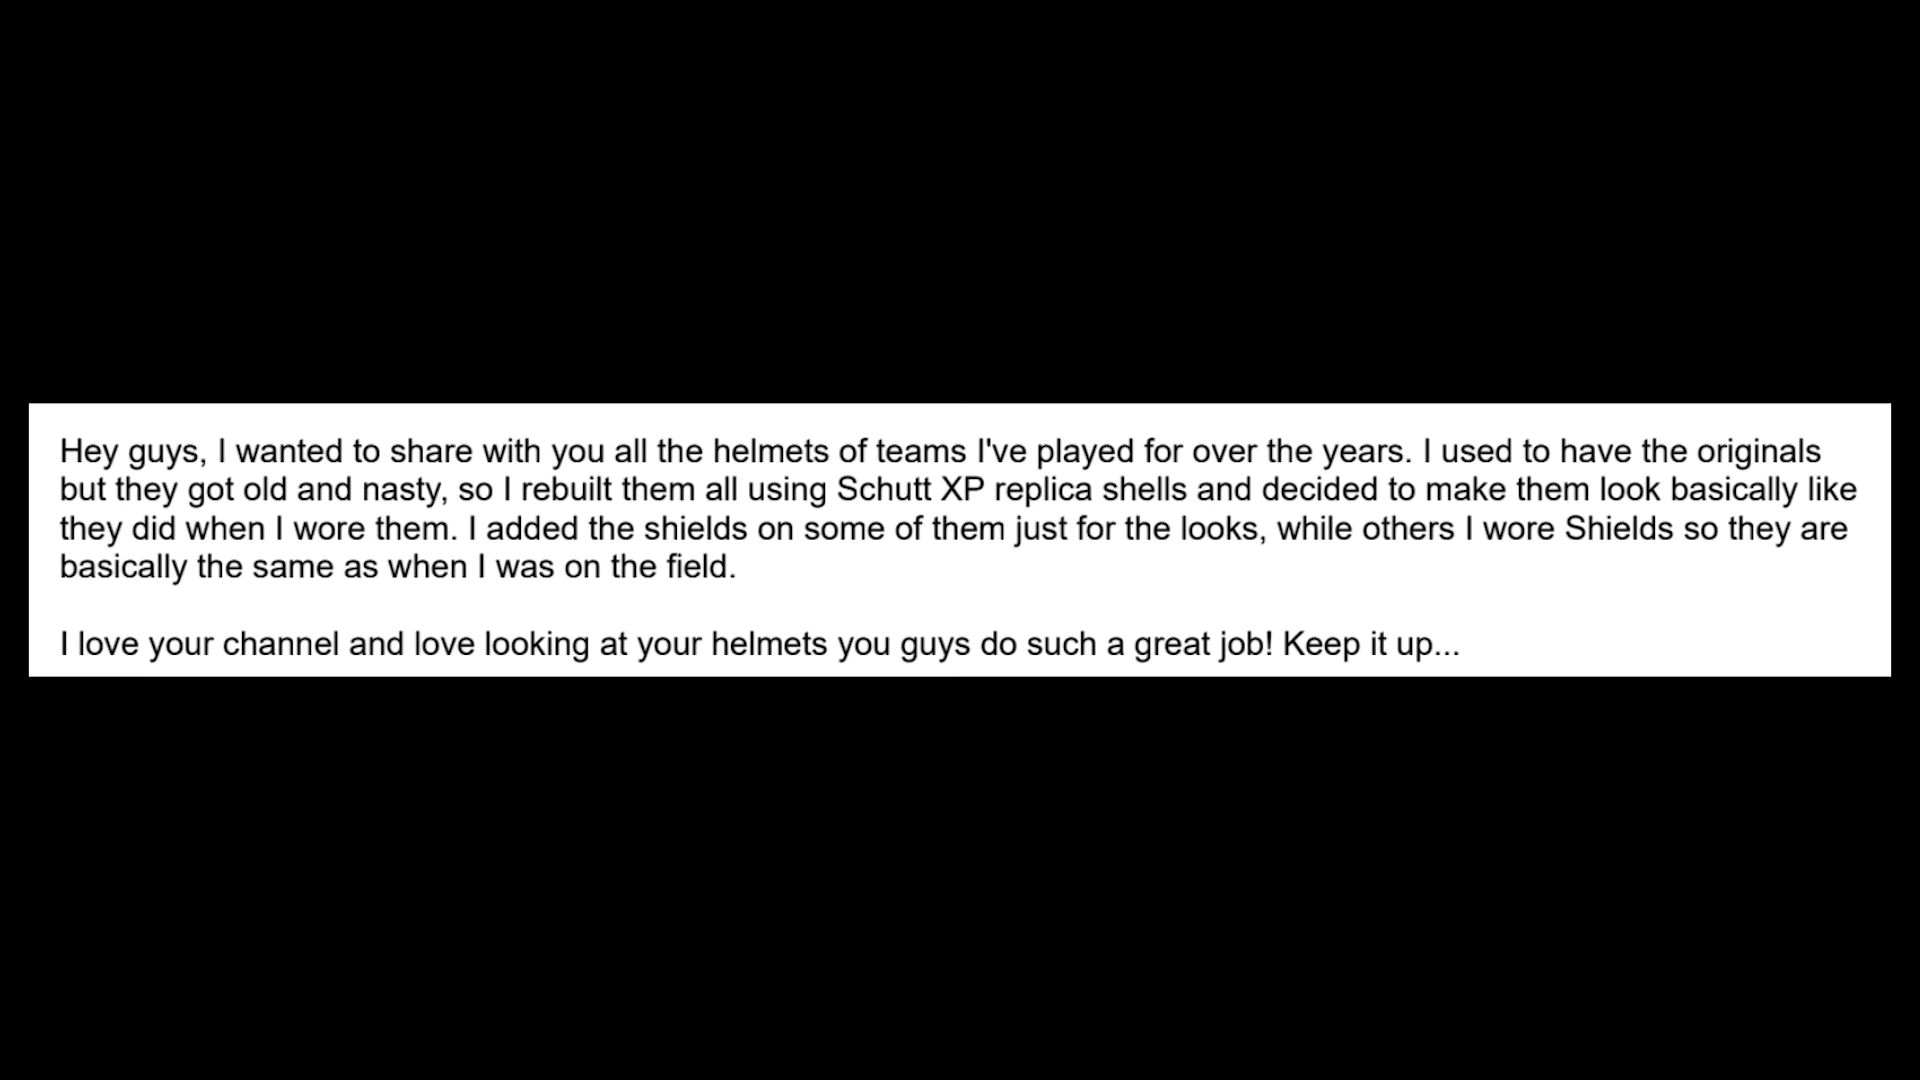 Hey guys, I wanted to share with you all the helmets of teams I've played for over the years. I used to have the originals
but they got old and nasty, so I rebuilt them all using Schutt XP replica shells and decided to make them look basically like
they did when I wore them. I added the shields on some of them just for the looks, while others I wore Shields so they are
basically the same as when I was on the field.
I love your channel and love looking at your helmets you guys do such a great job! Keep it up...